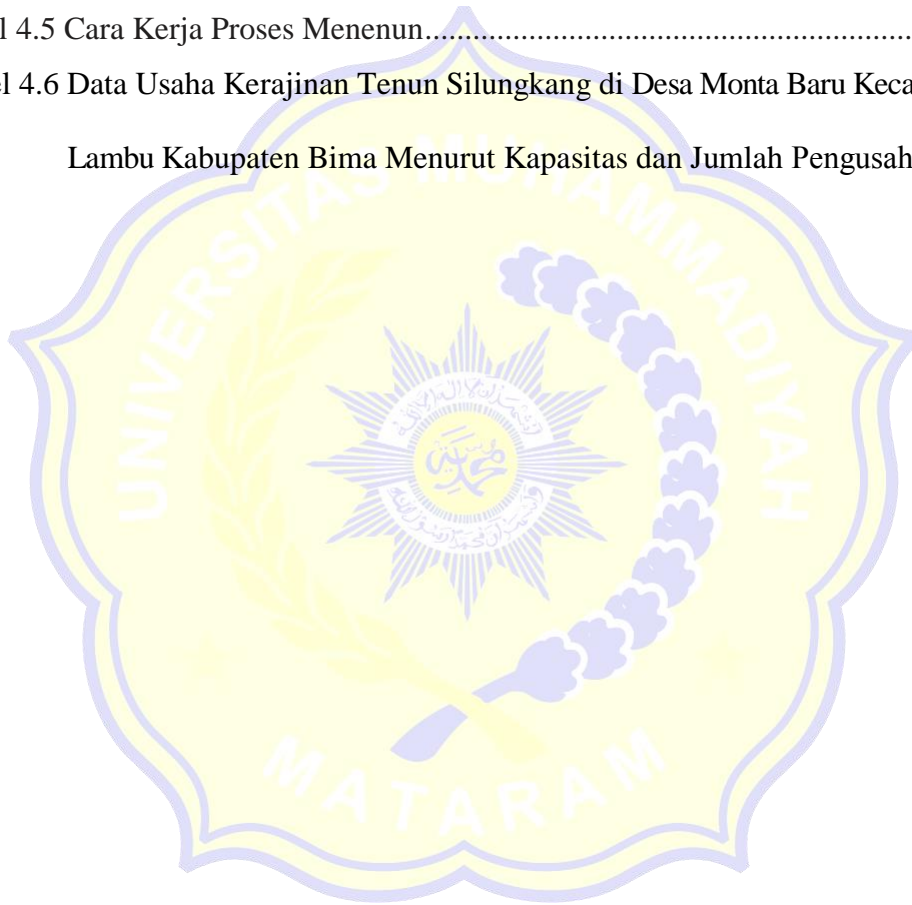 l 4.5 Cara Kerja Proses Menenun...............................................................
el 4.6 Data Usaha Kerajinan Tenun Silungkang di Desa Monta Baru Keca
Lambu Kabupaten Bima Menurut Kapasitas dan Jumlah Pengusah
UNIVERSITAS MUHAMMADIYAH
MATARAM